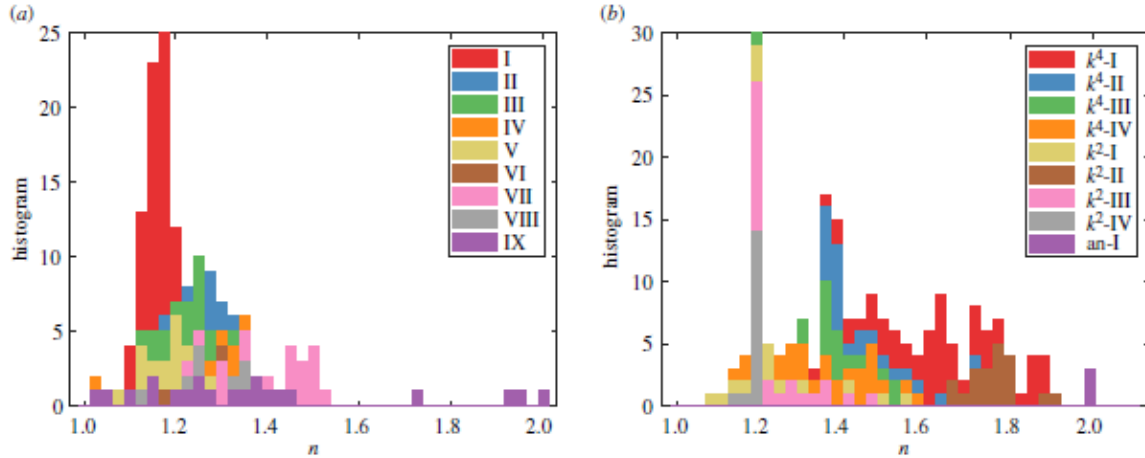 (a)
25
20
15
10
5
0
histogram
1.0 1.2 1.4 1.6 1.8 2.0
n
I
II
III
IV
V
VI
VII
VIII
IX
(b)
30
25
20
15
10
5
0
histogram
1.0 1.2 1.4 1.6 1.8 2.0
n
k⁴-I
k⁴-II
k⁴-III
k⁴-IV
k²-I
k²-II
k²-III
k²-IV
an-I